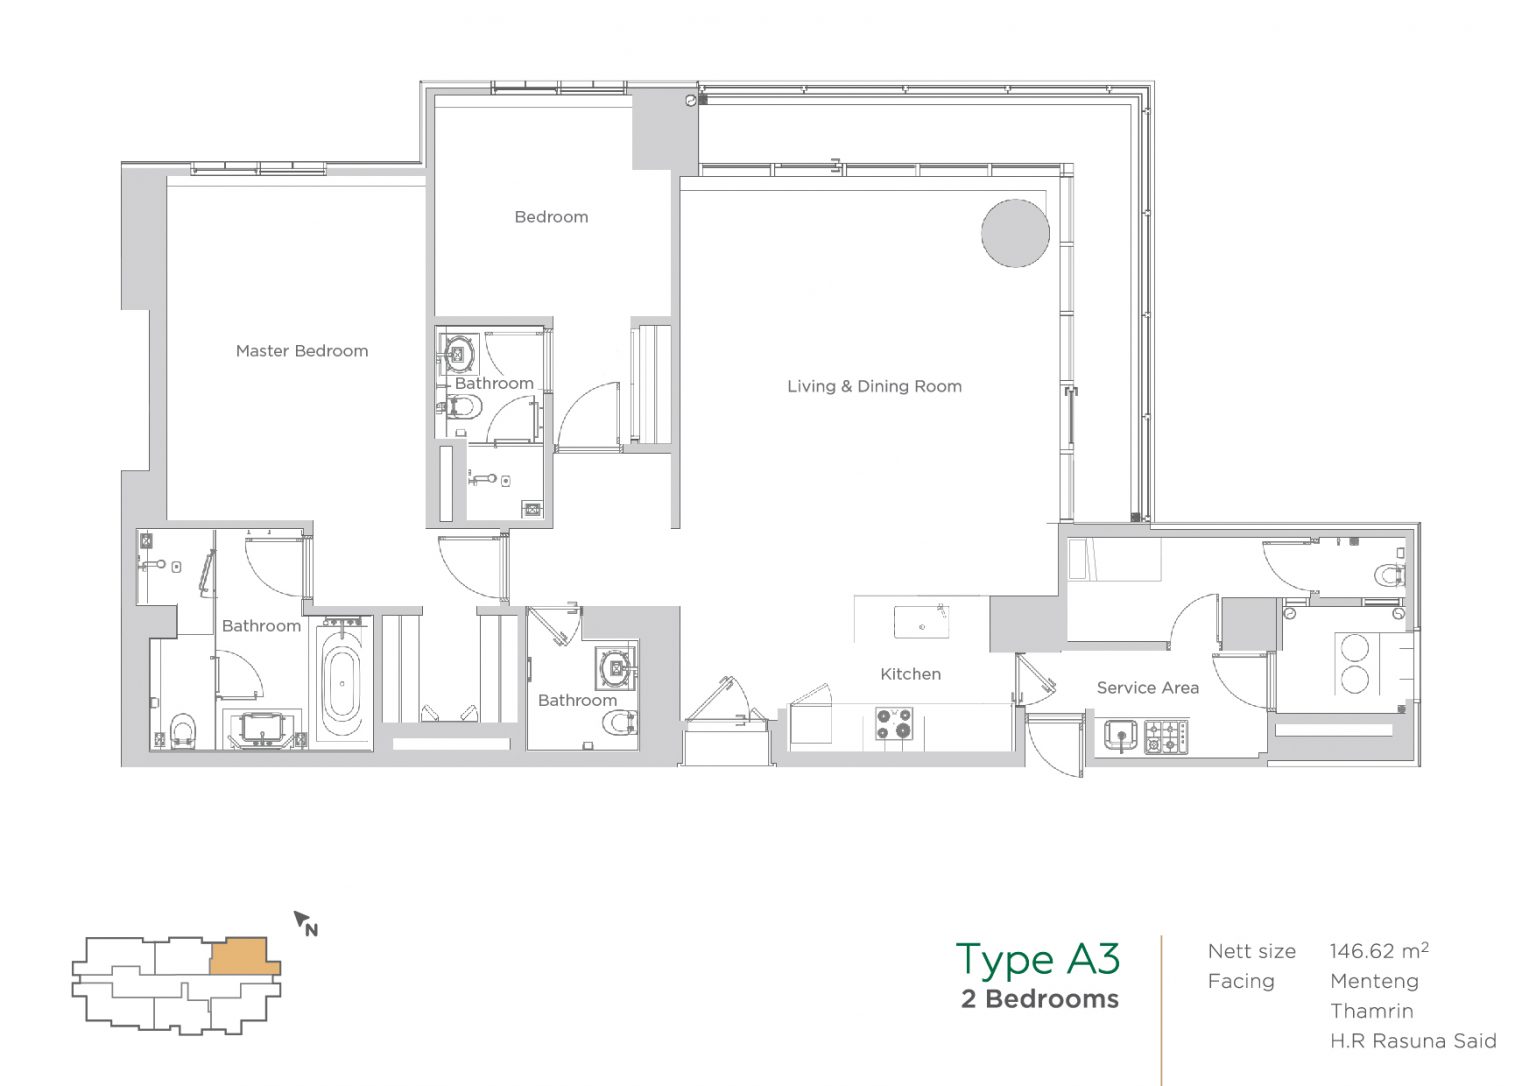 Bedroom
Master Bedroom
Bathroom
Living & Dining Room
Bathroom
Kitchen
Service Area
Bathroom
N
Type A3
2 Bedrooms
Nett size 146.62 m²
Facing Menteng
Thamrin
H.R Rasuna Said